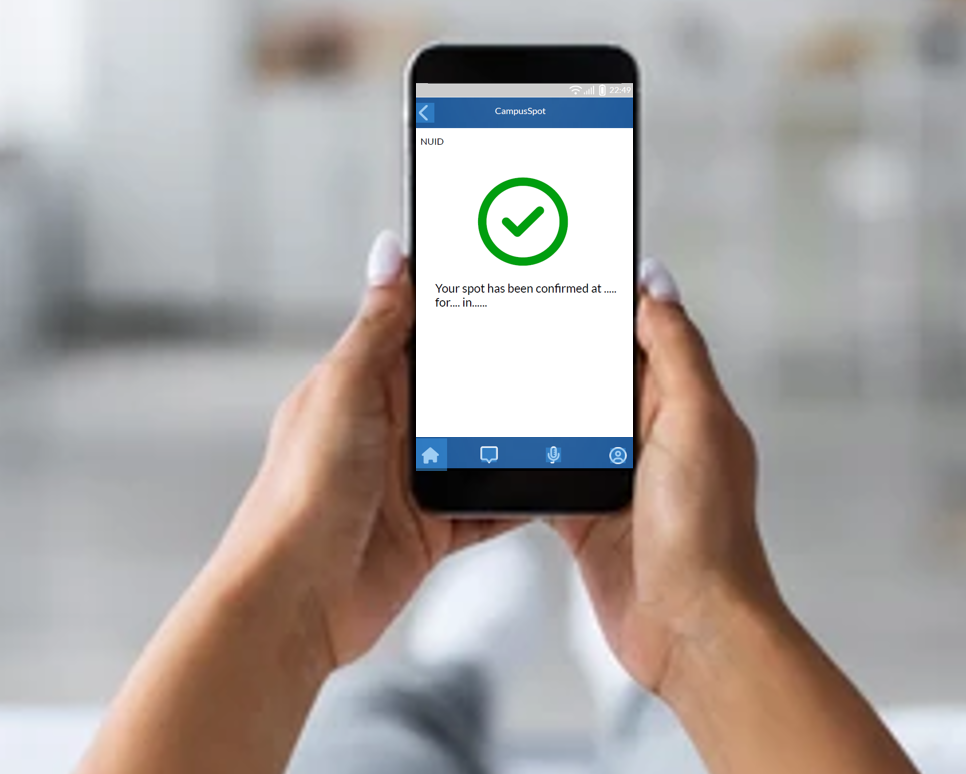 22:49
CampusSpot
NUID
Your spot has been confirmed at .....
for.... in......